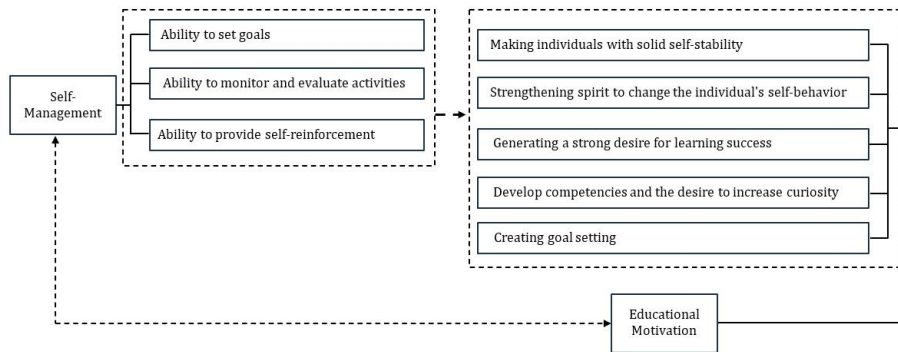 Self-
Management
Ability to set goals
Ability to monitor and evaluate activities
Ability to provide self-reinforcement
Making individuals with solid self-stability
Strengthening spirit to change the individual's self-behavior
Generating a strong desire for learning success
Develop competencies and the desire to increase curiosity
Creating goal setting
Educational
Motivation